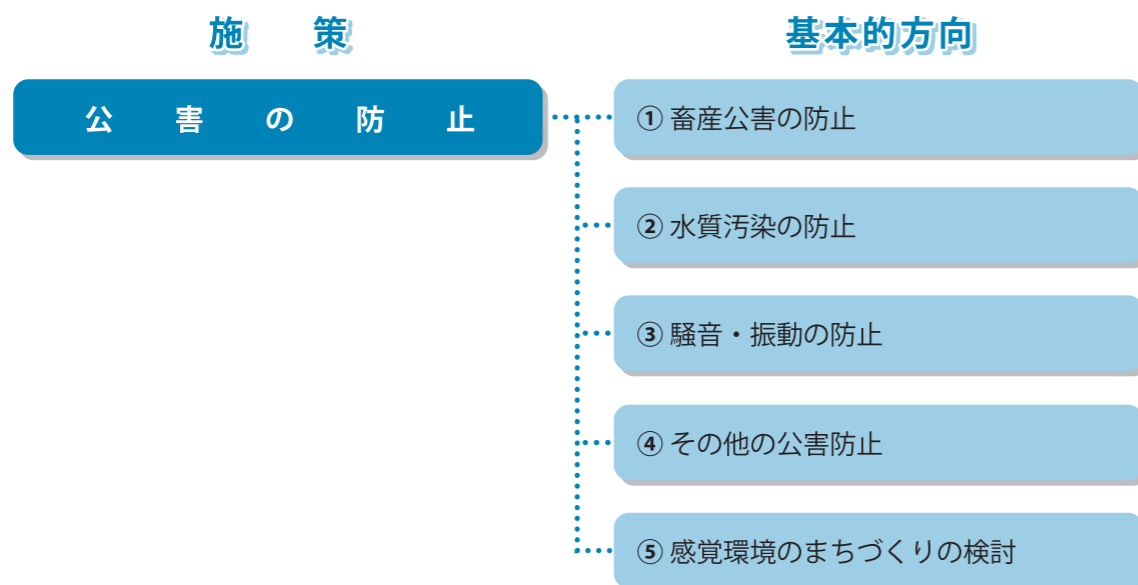 施策
基本的方向
公害の防止
① 畜産公害の防止
② 水質汚染の防止
③ 騒音・振動の防止
④ その他の公害防止
⑤ 感覚環境のまちづくりの検討